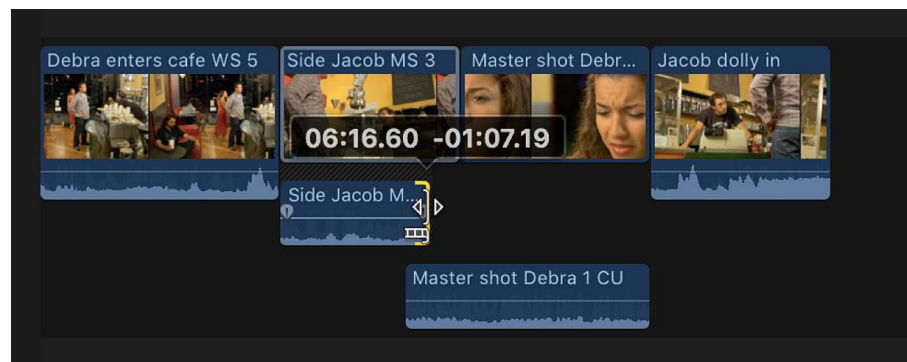 Debra enters cafe WS 5
Side Jacob MS 3
Master shot Debr...
Jacob dolly in
06:16.60 -01:07.19
Side Jacob M...
Master shot Debra 1 CU